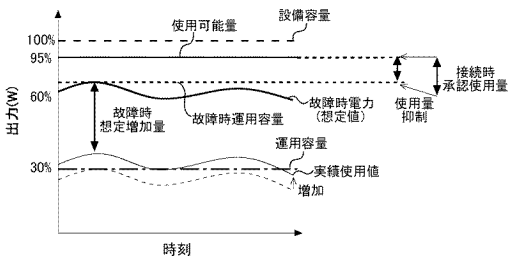 設備容量
使用可能量
100%
95%
接続時
承認使用量
60%
故障時
想定増加量
故障時運用容量
故障時電力
(想定値)
使用量
抑制
出力(W)
運用容量
30%
実績使用値
増加
時刻